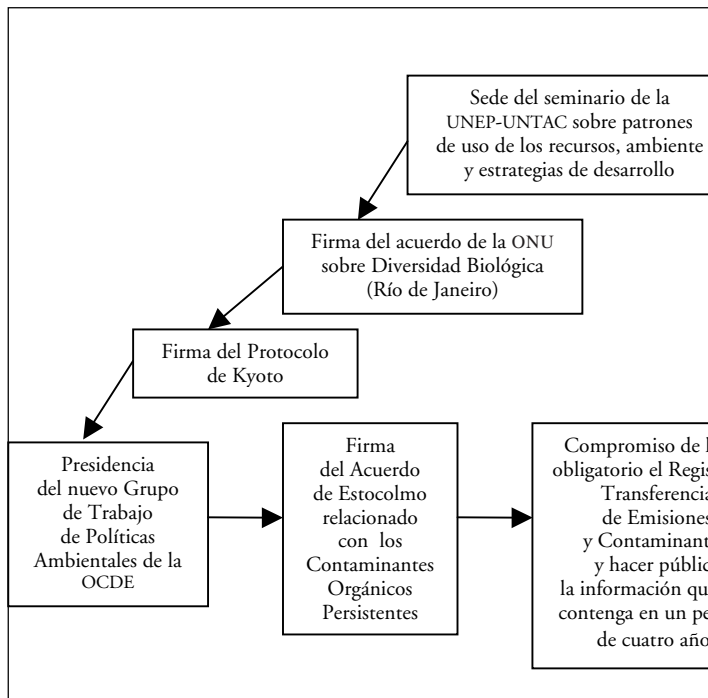 Sede del seminario de la
UNEP-UNTAC sobre patrones
de uso de los recursos, ambiente
y estrategias de desarrollo
Firma del acuerdo de la ONU
sobre Diversidad Biológica
(Río de Janeiro)
Firma del Protocolo
de Kyoto
Presidencia
del nuevo Grupo
de Trabajo
de Políticas
Ambientales de la
OCDE
Firma
del Acuerdo
de Estocolmo
relacionado
con los
Contaminantes
Orgánicos
Persistentes
Compromiso de
obligatorio el
Transferencia
de Emisiones
y
y hacer
la información
contenga en un
de cuatro